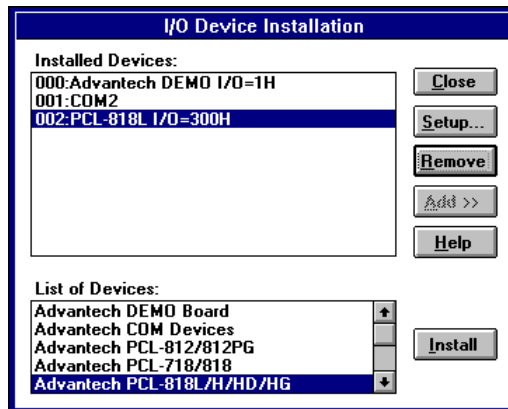 I/O Device Installation
Installed Devices:
000:Advantech DEMO I/O=1H
001:COM2
002:PCL-818L I/O=300H
Close
Setup...
Remove
Add >>
Help
List of Devices:
Advantech DEMO Board
Advantech COM Devices
Advantech PCL-812/812PG
Advantech PCL-718/818
Advantech PCL-818L/H/HD/HG
Install